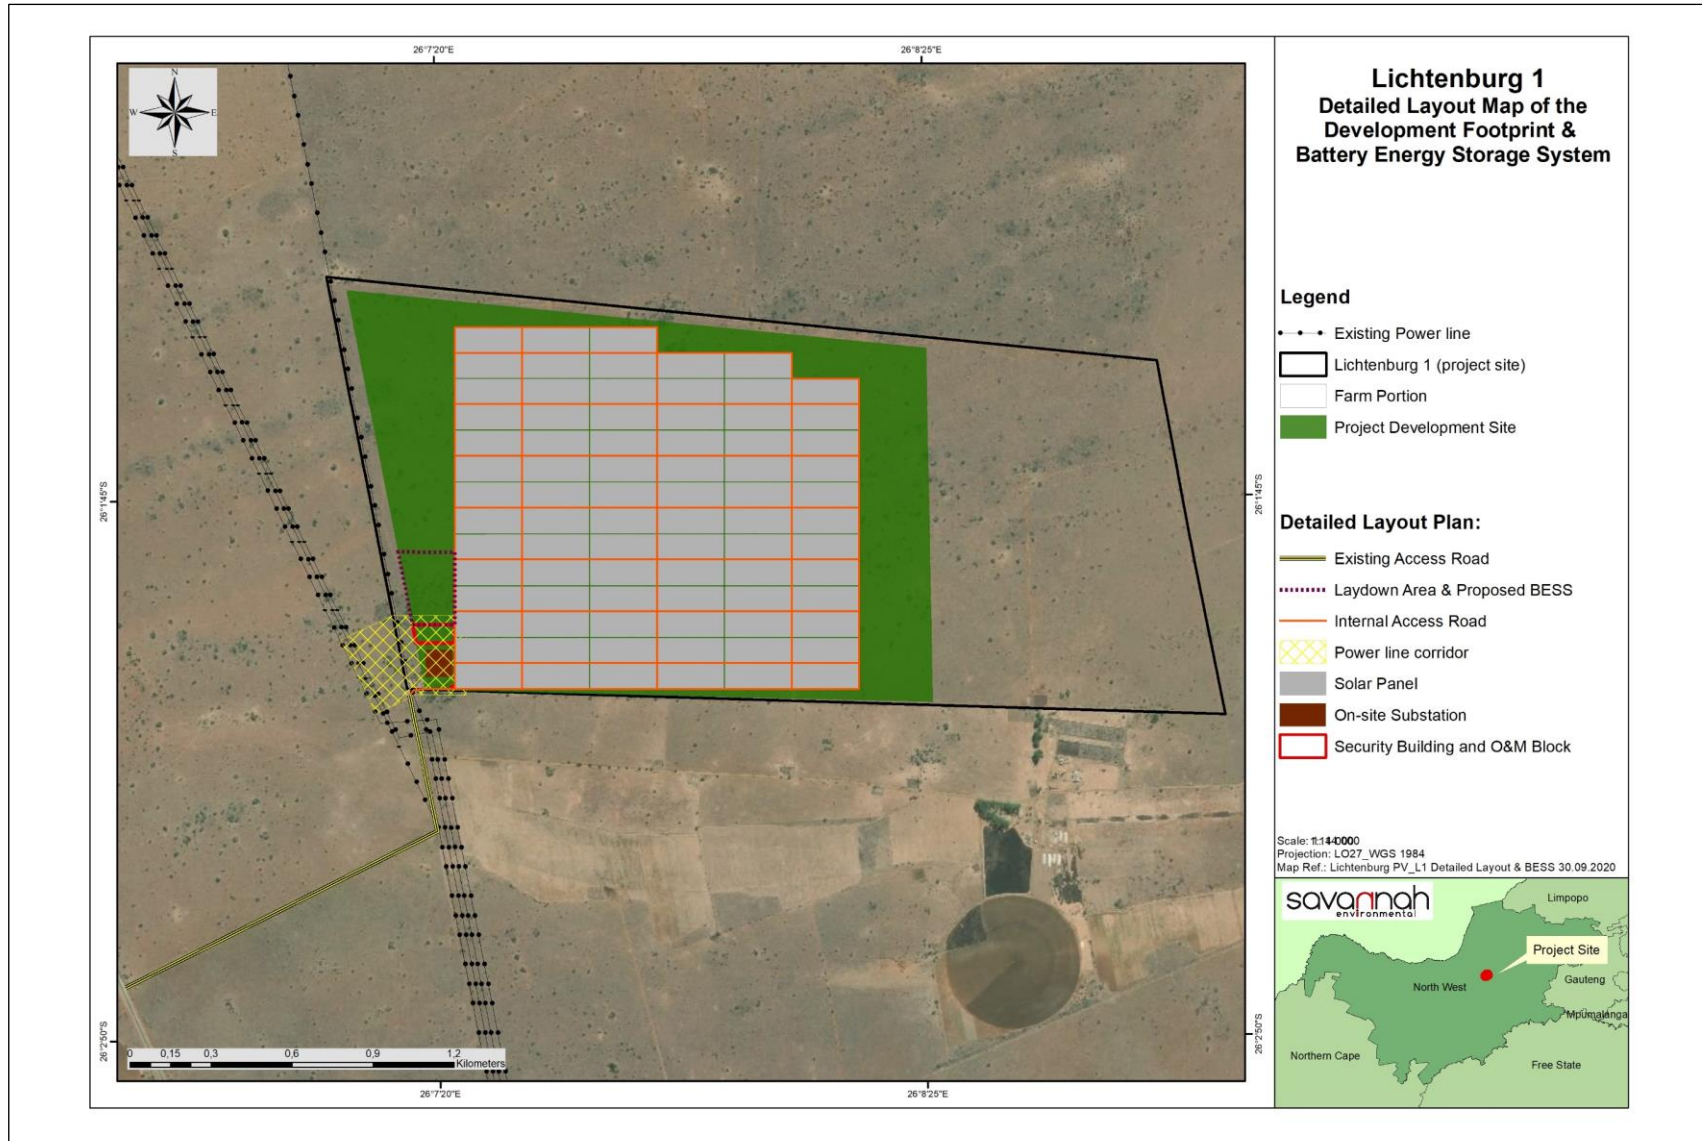 26°7'20"E
26°8'25"E
N
W
E
S
26°1'45"S
26°1'45"S
26°2'50"S
26°2'50"S
0 0,15 0,3 0,6 0,9 1,2
Kilometers
26°7'20"E
26°8'25"E
Lichtenburg 1
Detailed Layout Map of the
Development Footprint &
Battery Energy Storage System
Legend
Existing Power line
Lichtenburg 1 (project site)
Farm Portion
Project Development Site
Detailed Layout Plan:
Existing Access Road
Laydown Area & Proposed BESS
Internal Access Road
Power line corridor
Solar Panel
On-site Substation
Security Building and O&M Block
Scale:
Projection: LO27_WGS 1984
Map Ref.: Lichtenburg PV_L1 Detailed Layout & BESS 30.09.2020
savannah
environmental
Limpopo
Project Site
North West
Gauteng
Mpumalanga
Northern Cape
Free State